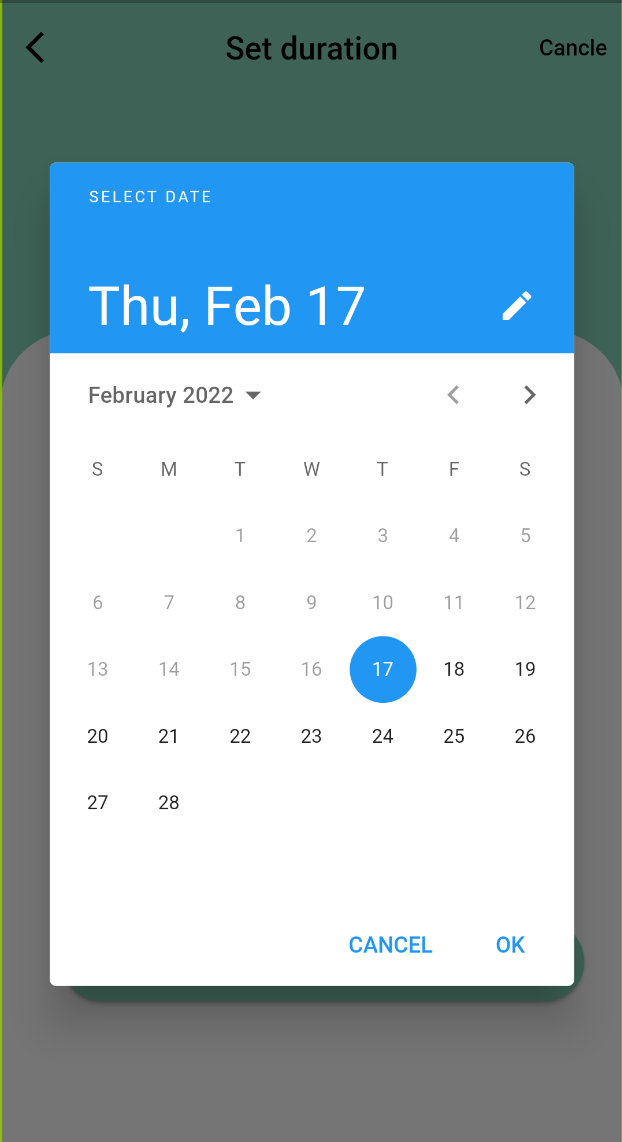 Set duration Cancle
SELECT DATE
Thu, Feb 17
February 2022
S M T W T F S
1 2 3 4 5
6 7 8 9 10 11 12
13 14 15 16 17 18 19
20 21 22 23 24 25 26
27 28
CANCEL OK